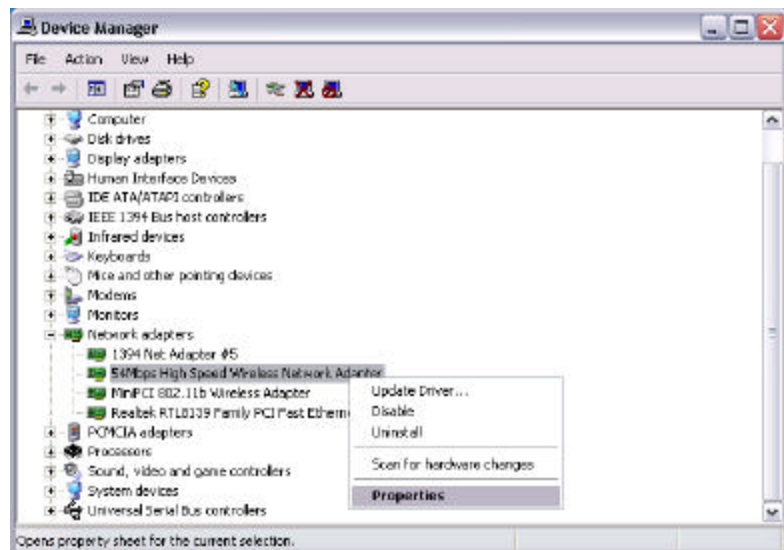 Device Manager
File Action View Help
Computer
Disk drives
Display adapters
Human Interface Devices
IDE ATA/ATAPI controllers
IEEE 1394 Bus host controllers
Infrared devices
Keyboards
Mice and other pointing devices
Modems
Monitors
Network adapters
1394 Net Adapter #5
54Mbps High Speed Wireless Network Adapter
MiniPCI 802.11b Wireless Adapter
Realtek RTL8139 Family PCI Fast Ethern
PCMCIA adapters
Processors
Sound, video and game controllers
System devices
Universal Serial Bus controllers
Update Driver...
Disable
Uninstall
Scan for hardware changes
Properties
Opens property sheet for the current selection.